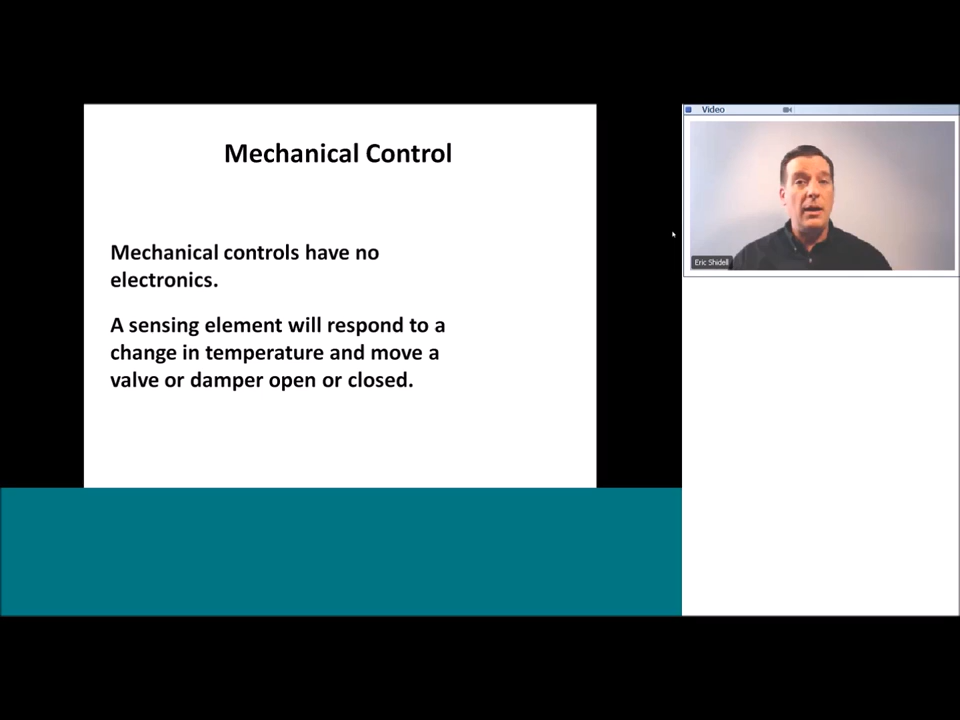 Mechanical Control
Mechanical controls have no
electronics.
A sensing element will respond to a
change in temperature and move a
valve or damper open or closed.
Video
Eric Shidell